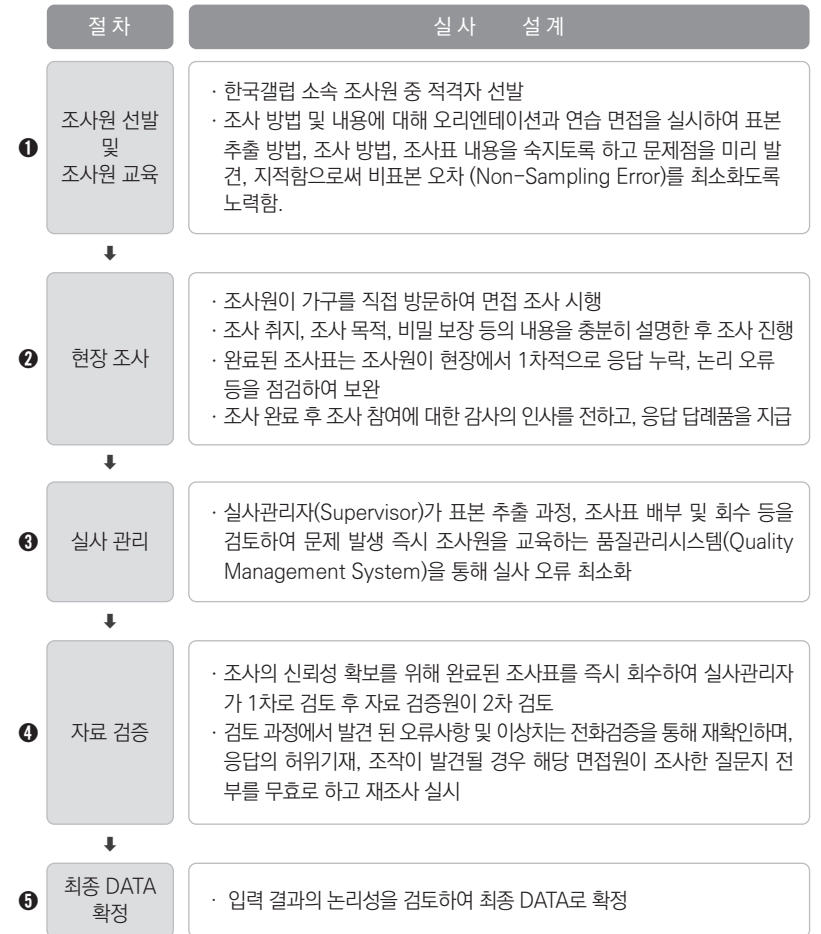 절 차
실 사 설 계
❶
조사원 선발
및
조사원 교육
· 한국갤럽 소속 조사원 중 적격자 선발
· 조사 방법 및 내용에 대해 오리엔테이션과 연습 면접을 실시하여 표본
추출 방법, 조사 방법, 조사표 내용을 숙지토록 하고 문제점을 미리 발
견, 지적함으로써 비표본 오차 (Non-Sampling Error)를 최소화도록
노력함.
❷
현장 조사
· 조사원이 가구를 직접 방문하여 면접 조사 시행
· 조사 취지, 조사 목적, 비밀 보장 등의 내용을 충분히 설명한 후 조사 진행
· 완료된 조사표는 조사원이 현장에서 1차적으로 응답 누락, 논리 오류
등을 점검하여 보완
· 조사 완료 후 조사 참여에 대한 감사의 인사를 전하고, 응답 답례품을 지급
❸
실사 관리
· 실사관리자(Supervisor)가 표본 추출 과정, 조사표 배부 및 회수 등을
검토하여 문제 발생 즉시 조사원을 교육하는 품질관리시스템(Quality
Management System)을 통해 실사 오류 최소화
❹
자료 검증
· 조사의 신뢰성 확보를 위해 완료된 조사표를 즉시 회수하여 실사관리자
가 1차로 검토 후 자료 검증원이 2차 검토
· 검토 과정에서 발견 된 오류사항 및 이상치는 전화검증을 통해 재확인하며,
응답의 허위기재, 조작이 발견될 경우 해당 면접원이 조사한 질문지 전
부를 무효로 하고 재조사 실시
❺
최종 DATA
확정
· 입력 결과의 논리성을 검토하여 최종 DATA로 확정